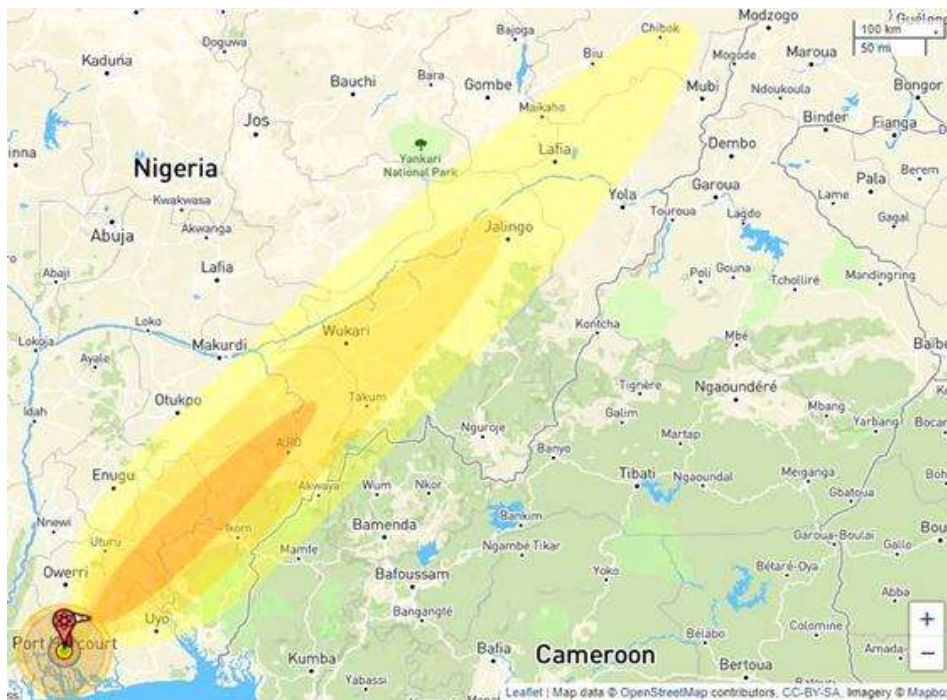 Modzogo
100 km
50 mi
Kaduna
Doguwa
Bajoga
Chibok
Biu
Mogode
Maroua
Bauchi
Bara
Gombe
Mubi
Ndoukoula
Bongor
Maikaho
Jos
Binder
Fianga
inna
Nigeria
Yankari
National Park
Lafia
Dembo
Pala
Berem
Kwakwasa
Yola
Garoua
Lame
Abuja
Akwanga
Touroua
Lagdo
Gagal
Jalingo
Abaji
Lafia
Poli
Gouna
Tcholliré
Mandingring
Loko
Wukari
Kontcha
Lokoja
Makurdi
Mbé
Ayale
Otukpo
Takum
Tignère
Ngaoundéré
Idah
Galim
Mbang
Yarbang
Bocar
Nguroje
Martap
Enugu
Banyo
Tibati
Ngaoundal
Meiganga
Akwaya
Wum
Nkor
Gbatoua
Nnewi
Bamenda
Bankim
Ikom
Garoua-Boulai
Gallo
Uturu
Mamfe
Ngambé Tikar
Owerri
Bafoussam
Yoko
Bétaré-Oya
Abba
Uyo
Bangangté
Port Harcourt
Bélabo
Colomine
Amada-
Kumba
Bafia
Cameroon
Bertoua
Yabassi
+
−
Leaflet | Map data © OpenStreetMap contributors, CC-BY-SA, Imagery © Mapbo